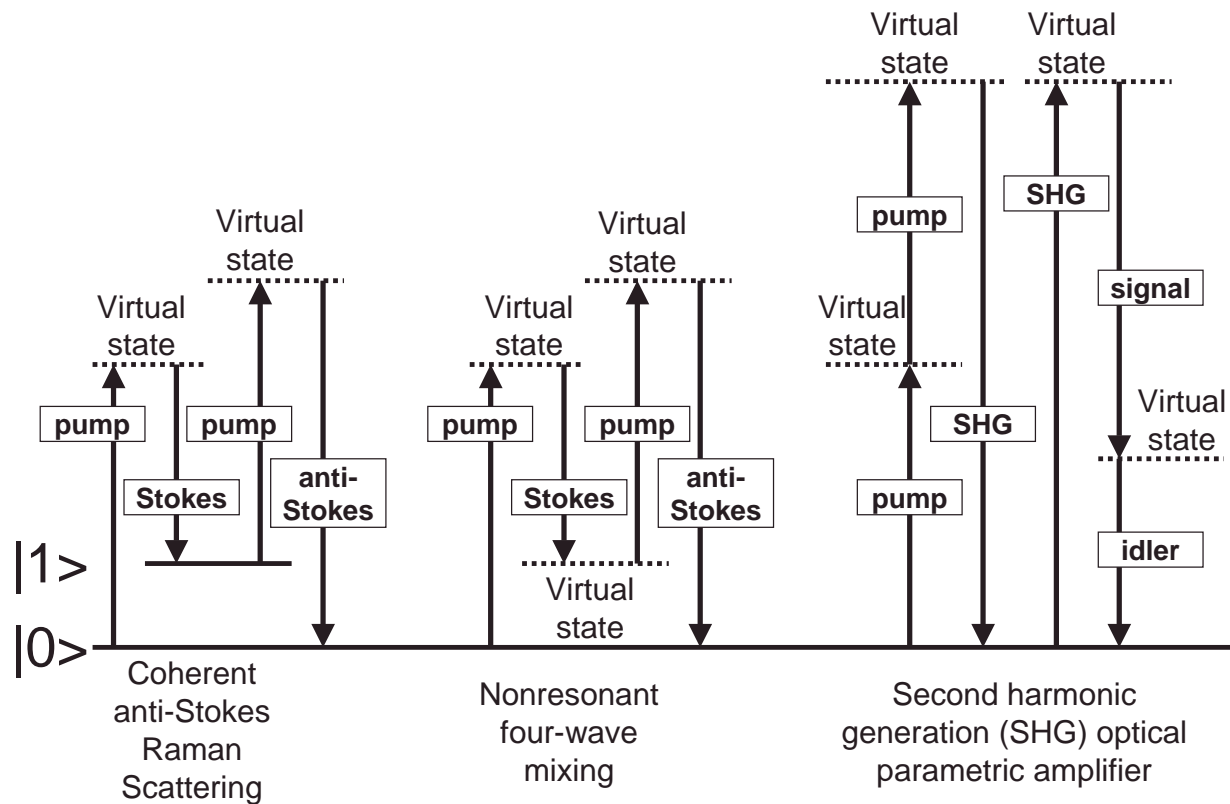 Virtual
state
Virtual
state
pump
Stokes
pump
anti-
Stokes
|1>
|0>
Coherent
anti-Stokes
Raman
Scattering
Virtual
state
Virtual
state
pump
Stokes
pump
anti-
Stokes
Virtual
state
Nonresonant
four-wave
mixing
Virtual
state
Virtual
state
pump
SHG
Virtual
state
signal
SHG
pump
Virtual
state
idler
Second harmonic
generation (SHG) optical
parametric amplifier